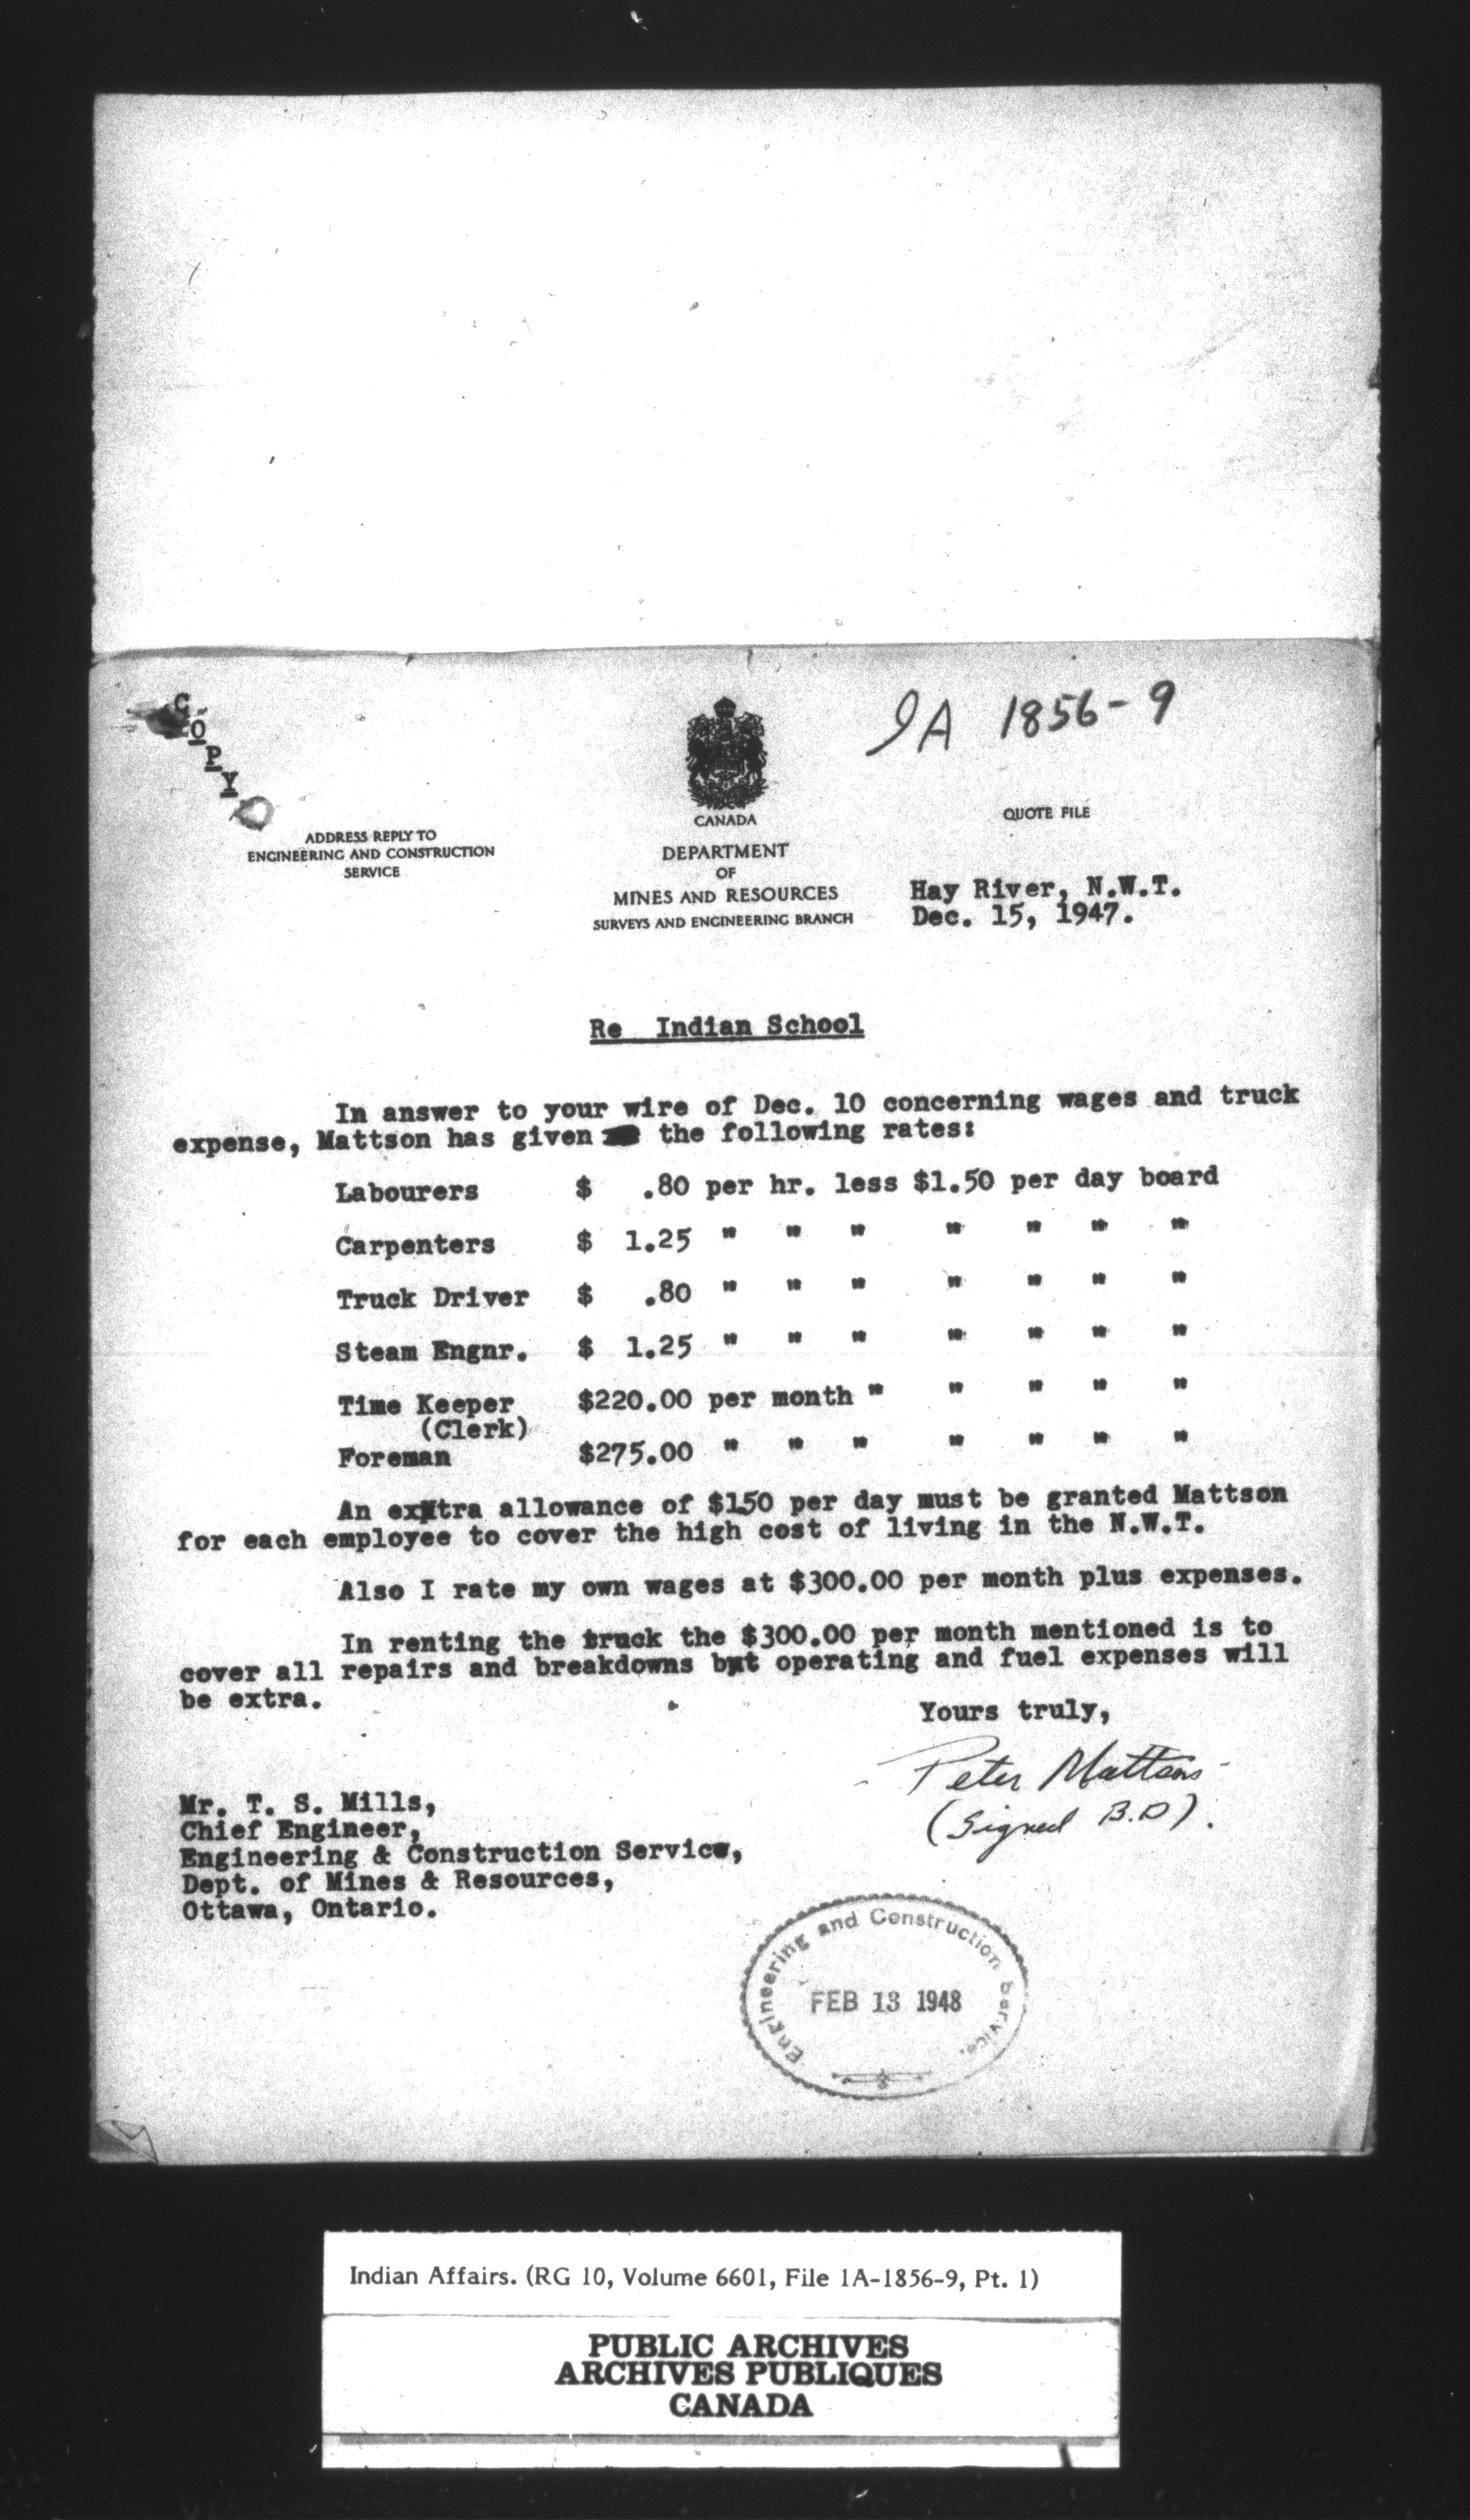 C
O
P
Y
IA 1856-9
ADDRESS REPLY TO
ENGINEERING AND CONSTRUCTION
SERVICE
CANADA
DEPARTMENT
OF
MINES AND RESOURCES
SURVEYS AND ENGINEERING BRANCH
QUOTE FILE
Hay River, N.W.T.
Dec. 15, 1947.
Re Indian School
In answer to your wire of Dec. 10 concerning wages and truck
expense, Mattson has given the following rates:
Labourers $ .80 per hr. less $1.50 per day board
Carpenters $ 1.25 " " " " " " "
Truck Driver $ .80 " " " " " " "
Steam Engnr. $ 1.25 " " " " " " "
Time Keeper $220.00 per month " " " " "
(Clerk)
Foreman $275.00 " " " " " " "
An extra allowance of $1.50 per day must be granted Mattson
for each employee to cover the high cost of living in the N.W.T.
Also I rate my own wages at $300.00 per month plus expenses.
In renting the truck the $300.00 per month mentioned is to
cover all repairs and breakdowns but operating and fuel expenses will
be extra.
Yours truly,
Peter Mattson
(Signed B.D).
Mr. T. S. Mills,
Chief Engineer,
Engineering & Construction Service,
Dept. of Mines & Resources,
Ottawa, Ontario.
Engineering and Construction Service.
FEB 13 1948
Indian Affairs. (RG 10, Volume 6601, File 1A-1856-9, Pt. 1)
PUBLIC ARCHIVES
ARCHIVES PUBLIQUES
CANADA